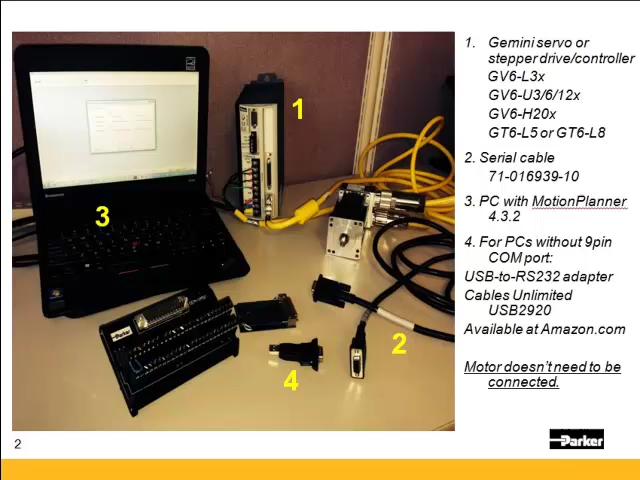 1. Gemini servo or
stepper drive/controller
GV6-L3x
GV6-U3/6/12x
GV6-H20x
GT6-L5 or GT6-L8
2. Serial cable
71-016939-10
3. PC with MotionPlanner
4.3.2
4. For PCs without 9pin
COM port:
USB-to-RS232 adapter
Cables Unlimited
USB2920
Available at Amazon.com
Motor doesn't need to be
connected.
1
3
2
4
Parker
2
Parker